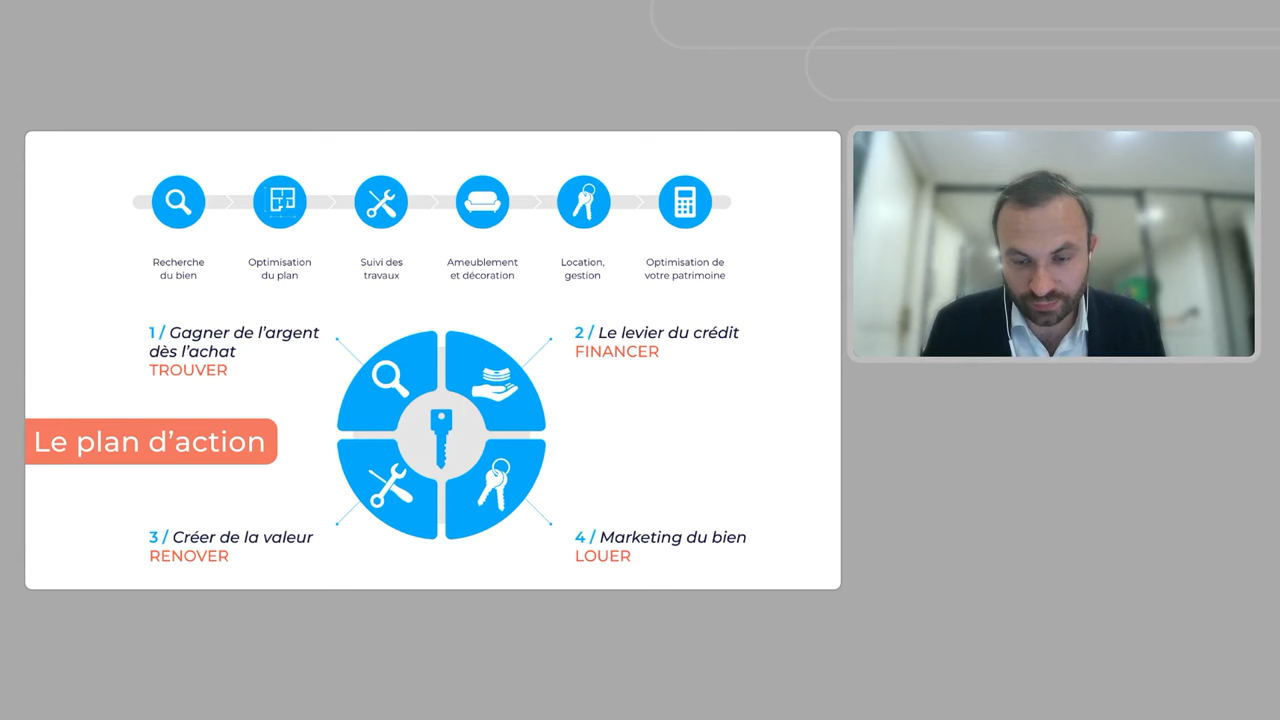 Recherche
du bien
Optimisation
du plan
Suivi des
travaux
Ameublement
et décoration
Location,
gestion
Optimisation de
votre patrimoine
1 / Gagner de l'argent
dès l'achat
TROUVER
2 / Le levier du crédit
FINANCER
Le plan d'action
3 / Créer de la valeur
RENOVER
4 / Marketing du bien
LOUER